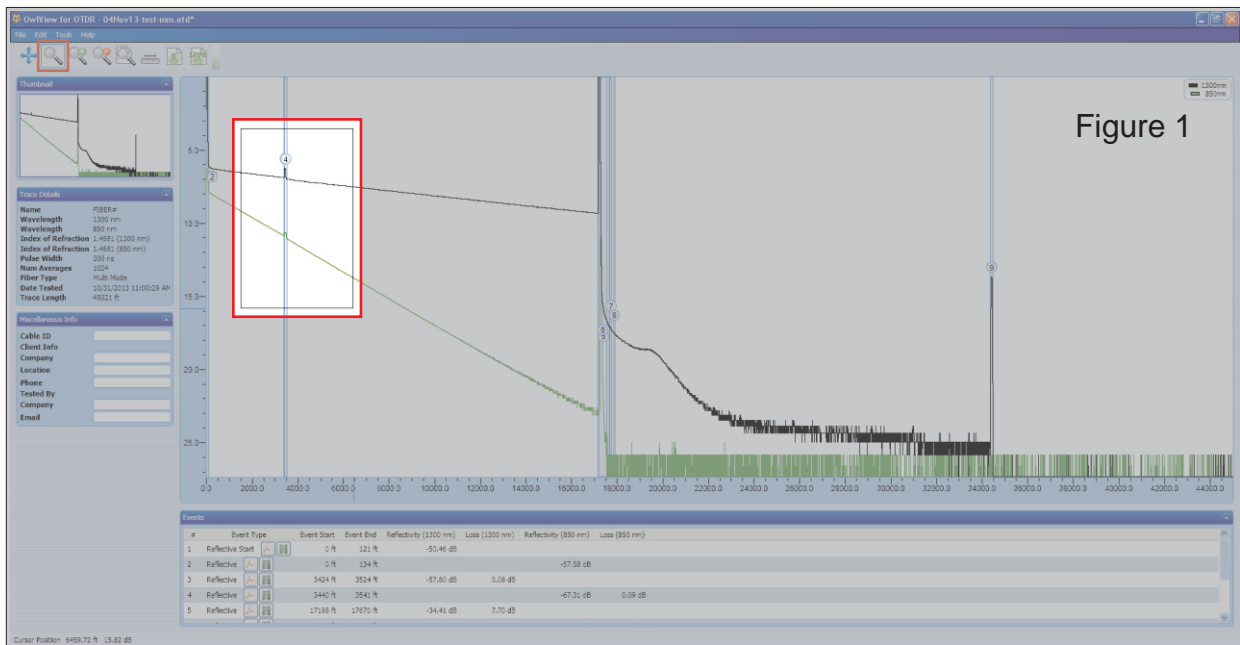 OwlView for OTDR - 04Nov13-test-mm.otd*
File Edit Tools Help
Thumbnail
Trace Details
Name FIBER#
Wavelength 1300 nm
Wavelength 850 nm
Index of Refraction 1.4681 (1300 nm)
Index of Refraction 1.4681 (850 nm)
Pulse Width 200 ns
Num Averages 1024
Fiber Type Multi Mode
Date Tested 10/31/2013 11:00:29 AM
Trace Length 45021 ft
Miscellaneous Info
Cable ID
Client Info
Company
Location
Phone
Tested By
Company
Email
1300nm
850nm
Figure 1
5.0
10.0
15.0
20.0
25.0
2
4
7
8
6
5
9
0.0 2000.0 4000.0 6000.0 8000.0 10000.0 12000.0 14000.0 16000.0 18000.0 20000.0 22000.0 24000.0 26000.0 28000.0 30000.0 32000.0 34000.0 36000.0 38000.0 40000.0 42000.0 44000.0
Events
# Event Type Event Start Event End Reflectivity (1300 nm) Loss (1300 nm) Reflectivity (850 nm) Loss (850 nm)
1 Reflective Start 0 ft 121 ft -50.46 dB
2 Reflective 0 ft 134 ft -57.58 dB
3 Reflective 3424 ft 3524 ft -57.80 dB 0.08 dB
4 Reflective 3440 ft 3541 ft -67.31 dB 0.09 dB
5 Reflective 17188 ft 17670 ft -34.41 dB 7.70 dB
Cursor Position 6459.72 ft 15.82 dB